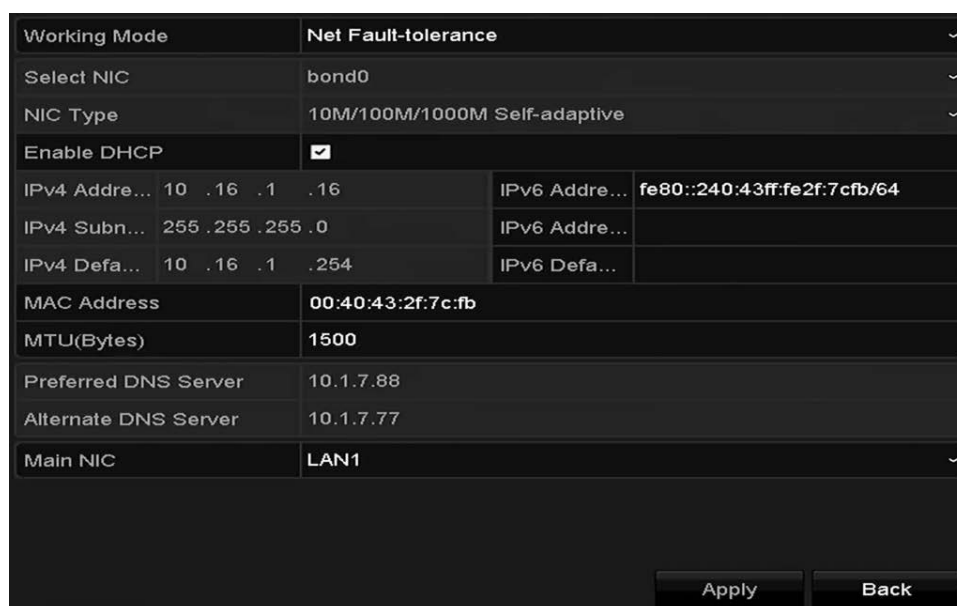 Working Mode Net Fault-tolerance
Select NIC bond0
NIC Type 10M/100M/1000M Self-adaptive
Enable DHCP
IPv4 Addre... 10 .16 .1 .16 IPv6 Addre... fe80::240:43ff:fe2f:7cfb/64
IPv4 Subn... 255.255.255.0 IPv6 Addre...
IPv4 Defa... 10 .16 .1 .254 IPv6 Defa...
MAC Address 00:40:43:2f:7c:fb
MTU(Bytes) 1500
Preferred DNS Server 10.1.7.88
Alternate DNS Server 10.1.7.77
Main NIC LAN1
Apply Back